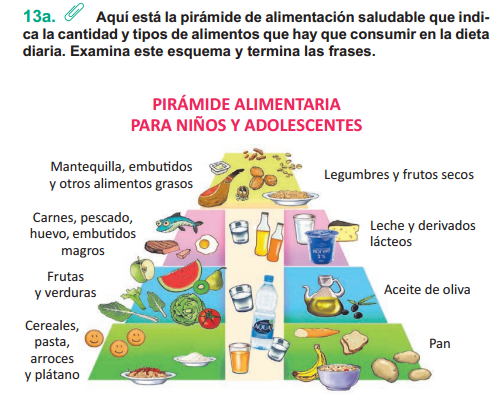 13a. Aquí está la pirámide de alimentación saludable que indi-
ca la cantidad y tipos de alimentos que hay que consumir en la dieta
diaria. Examina este esquema y termina las frases.
PIRÁMIDE ALIMENTARIA
PARA NIÑOS Y ADOLESCENTES
Mantequilla, embutidos
y otros alimentos grasos
Legumbres y frutos secos
Carnes, pescado,
huevo, embutidos
magros
Leche y derivados
lácteos
Frutas
y verduras
Aceite de oliva
Cereales,
pasta,
arroces
y plátano
Pan
AQUA